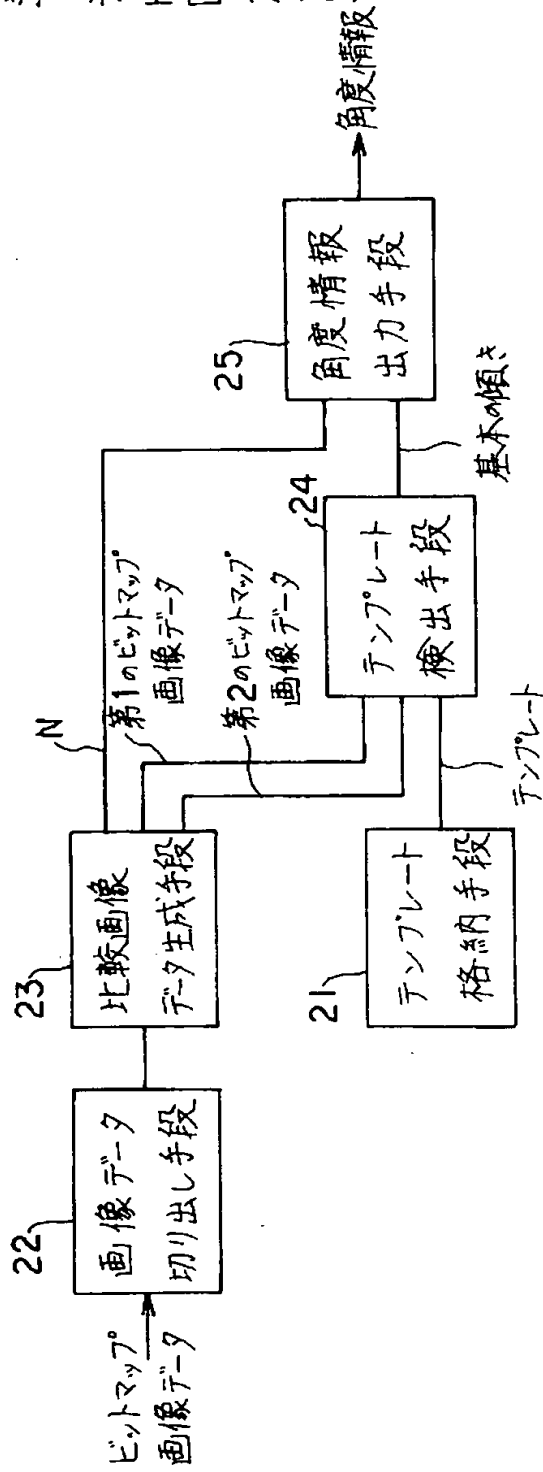 ビットマップ
画像データ
22
画像データ
切り出し手段
23
比較画像
データ生成手段
N
第1のビットマップ
画像データ
第2のビットマップ
画像データ
21
テンプレート
格納手段
テンプレート
24
テンプレート
検出手段
基本の傾き
25
角度情報
出力手段
角度情報